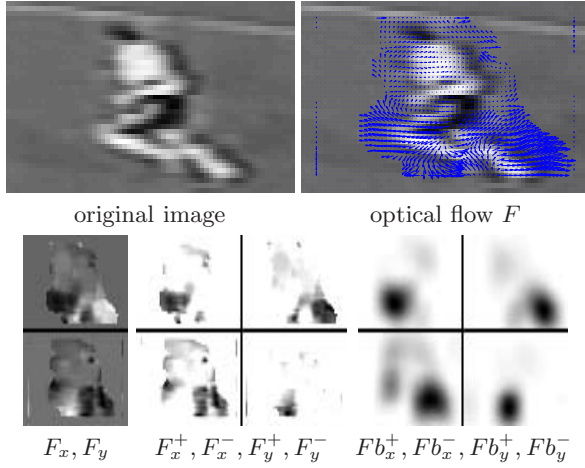 original image
optical flow F
F_x, F_y
F_x^+, F_x^-, F_y^+, F_y^-
Fb_x^+, Fb_x^-, Fb_y^+, Fb_y^-